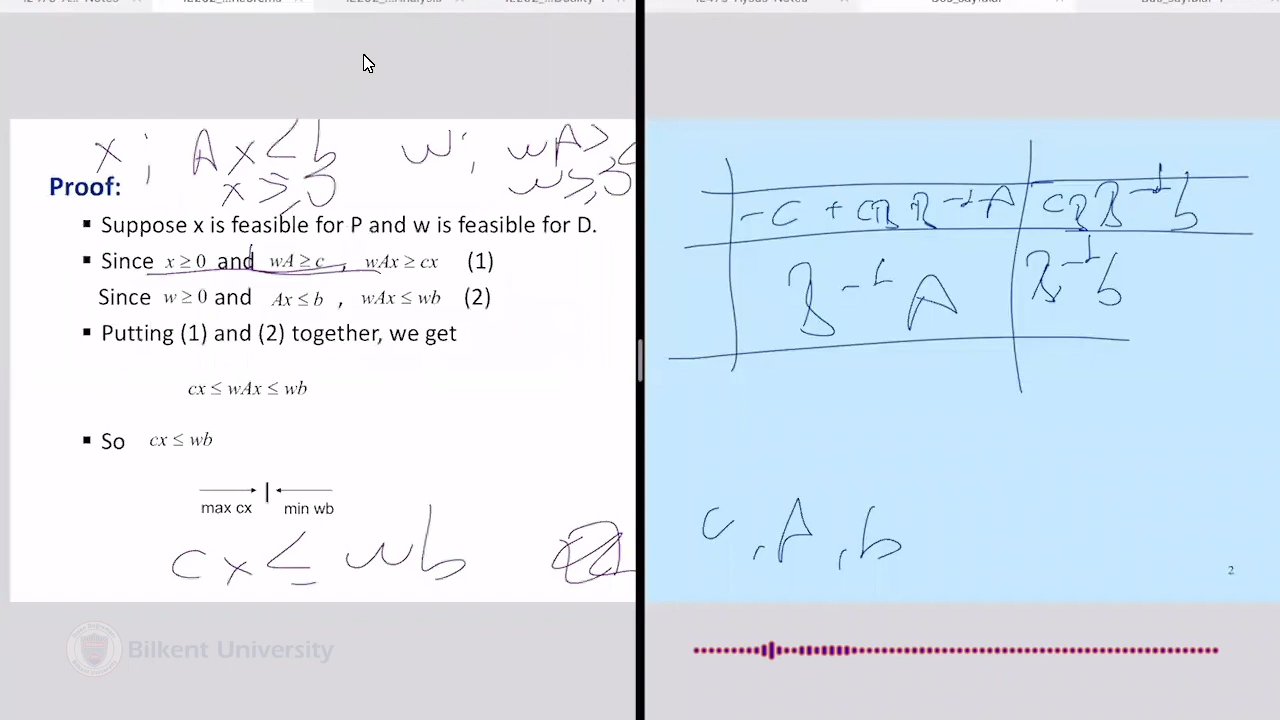 x ; Ax ≤ b w ; wA ≥ c
x ≥ 0 w ≥ 0
Proof:
▪ Suppose x is feasible for P and w is feasible for D.
▪ Since x ≥ 0 and wA ≥ c , wAx ≥ cx (1)
Since w ≥ 0 and Ax ≤ b , wAx ≤ wb (2)
▪ Putting (1) and (2) together, we get
cx ≤ wAx ≤ wb
▪ So cx ≤ wb
max cx min wb
cx ≤ wb
Bilkent University
-c + cB B⁻¹A cB B⁻¹b
B⁻¹A B⁻¹b
c , A , b
2